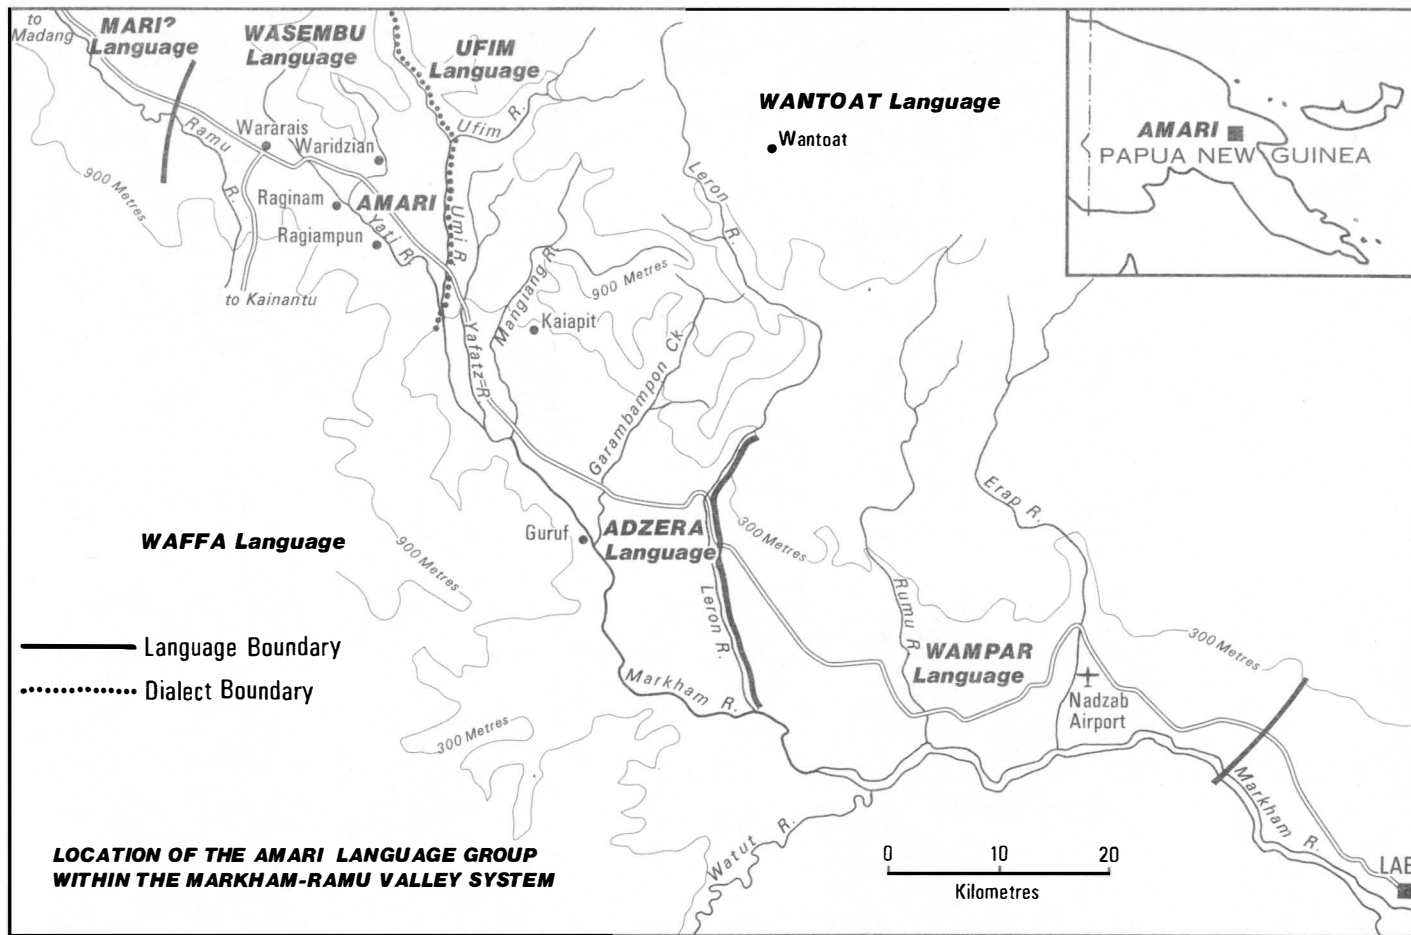 to
Madang
MARI?
Language
WASEMBU
Language
UFIM
Language
WANTOAT Language
Wantoat
AMARI
PAPUA NEW GUINEA
Ufim R.
Ramu R.
Wararais
Waridzian
900 Metres
Raginam
AMARI
Ragiampun
Yati R.
Umi R.
Leron R.
to Kainantu
Mangiang R.
900 Metres
Kaiapit
Yafatz R.
Garambampon Ck
Erap R.
300 Metres
Guruf
ADZERA
Language
WAFFA Language
900 Metres
Leron R.
Rumu R.
Language Boundary
Dialect Boundary
WAMPAR
Language
300 Metres
Markham R.
Nadzab
Airport
300 Metres
Markham R.
Watut R.
LOCATION OF THE AMARI LANGUAGE GROUP
WITHIN THE MARKHAM-RAMU VALLEY SYSTEM
0 10 20
Kilometres
LAE